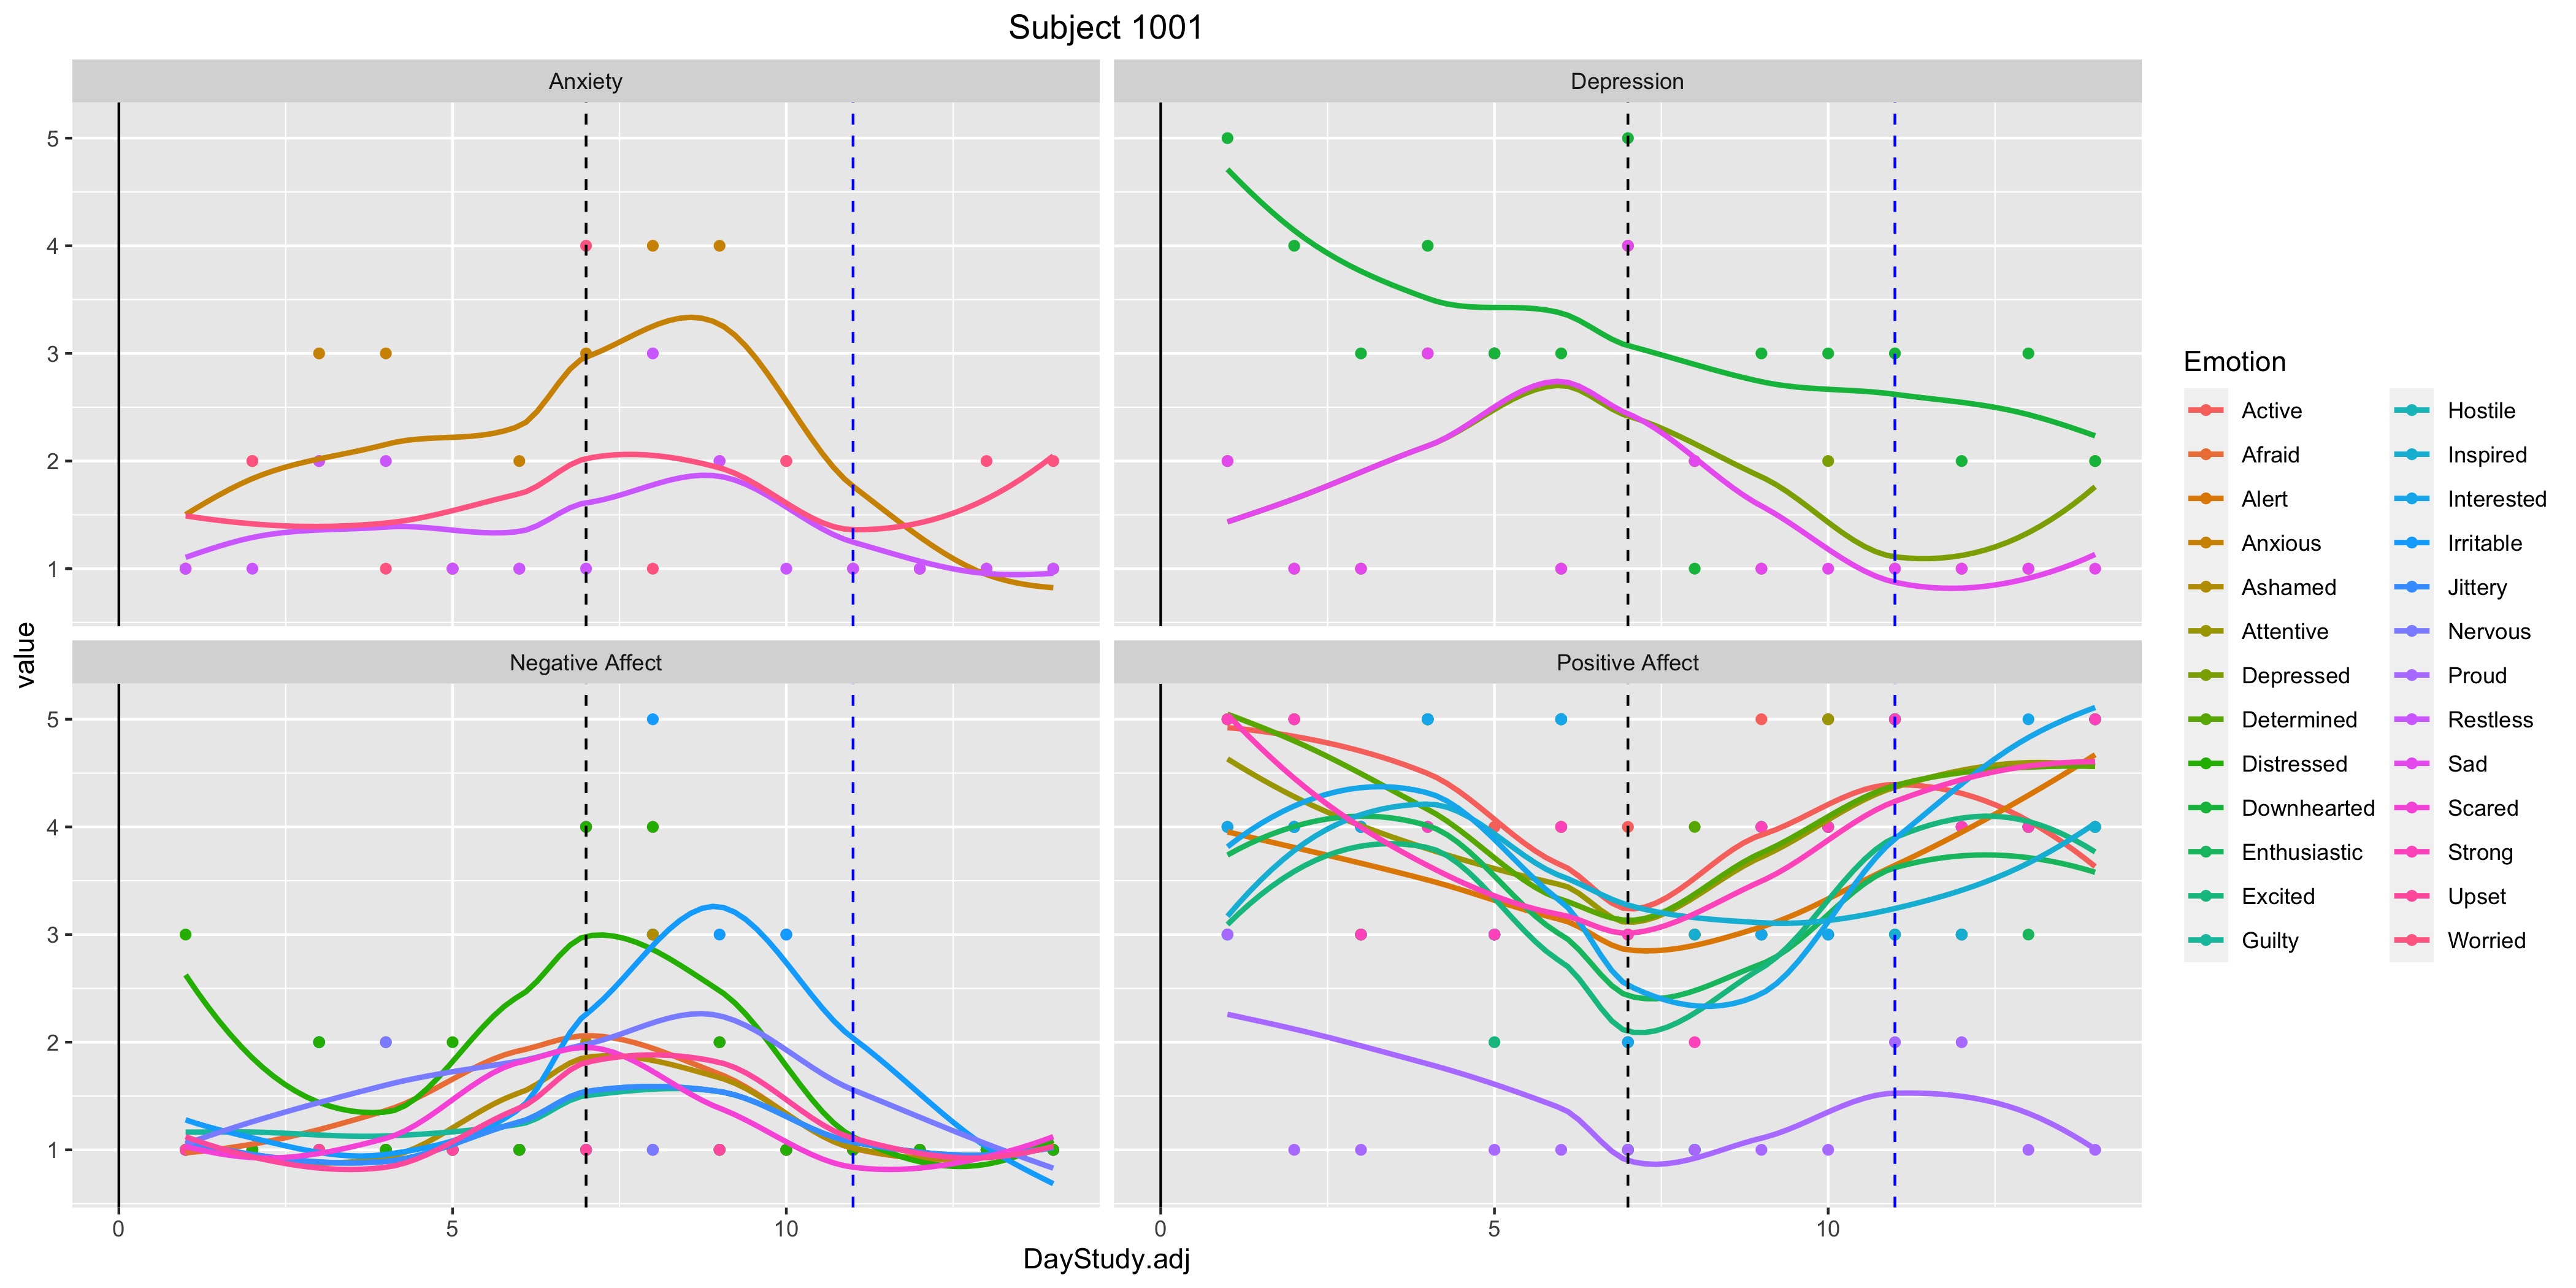 Subject 1001
Anxiety
Depression
5
4
3
2
1
value
Negative Affect
Positive Affect
5
4
3
2
1
0
5
10
0
5
10
DayStudy.adj
Emotion
Active
Afraid
Alert
Anxious
Ashamed
Attentive
Depressed
Determined
Distressed
Downhearted
Enthusiastic
Excited
Guilty
Hostile
Inspired
Interested
Irritable
Jittery
Nervous
Proud
Restless
Sad
Scared
Strong
Upset
Worried